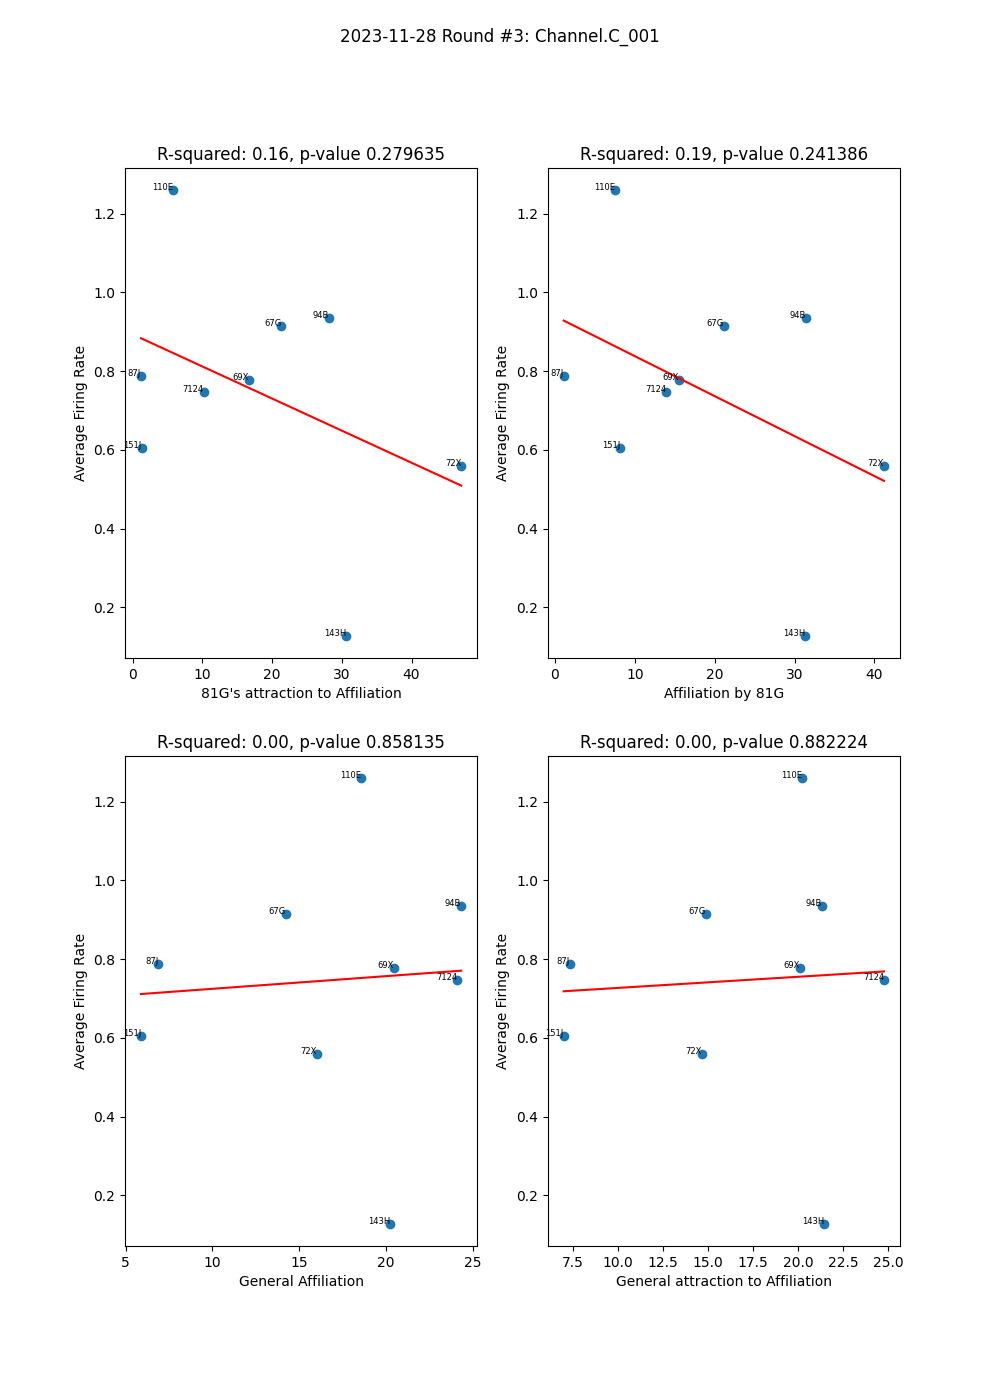 2023-11-28 Round #3: Channel.C_001
R-squared: 0.16, p-value 0.279635
110E
94B
67G
87J
69X
7124
151J
72X
143H
1.2
1.0
0.8
0.6
0.4
0.2
Average Firing Rate
0 10 20 30 40
81G's attraction to Affiliation
R-squared: 0.19, p-value 0.241386
110E
94B
67G
87J
69X
7124
151J
72X
143H
1.2
1.0
0.8
0.6
0.4
0.2
Average Firing Rate
0 10 20 30 40
Affiliation by 81G
R-squared: 0.00, p-value 0.858135
110E
94B
67G
87J
69X
7124
151J
72X
143H
1.2
1.0
0.8
0.6
0.4
0.2
Average Firing Rate
5 10 15 20 25
General Affiliation
R-squared: 0.00, p-value 0.882224
110E
94B
67G
87J
69X
7124
151J
72X
143H
1.2
1.0
0.8
0.6
0.4
0.2
Average Firing Rate
7.5 10.0 12.5 15.0 17.5 20.0 22.5 25.0
General attraction to Affiliation